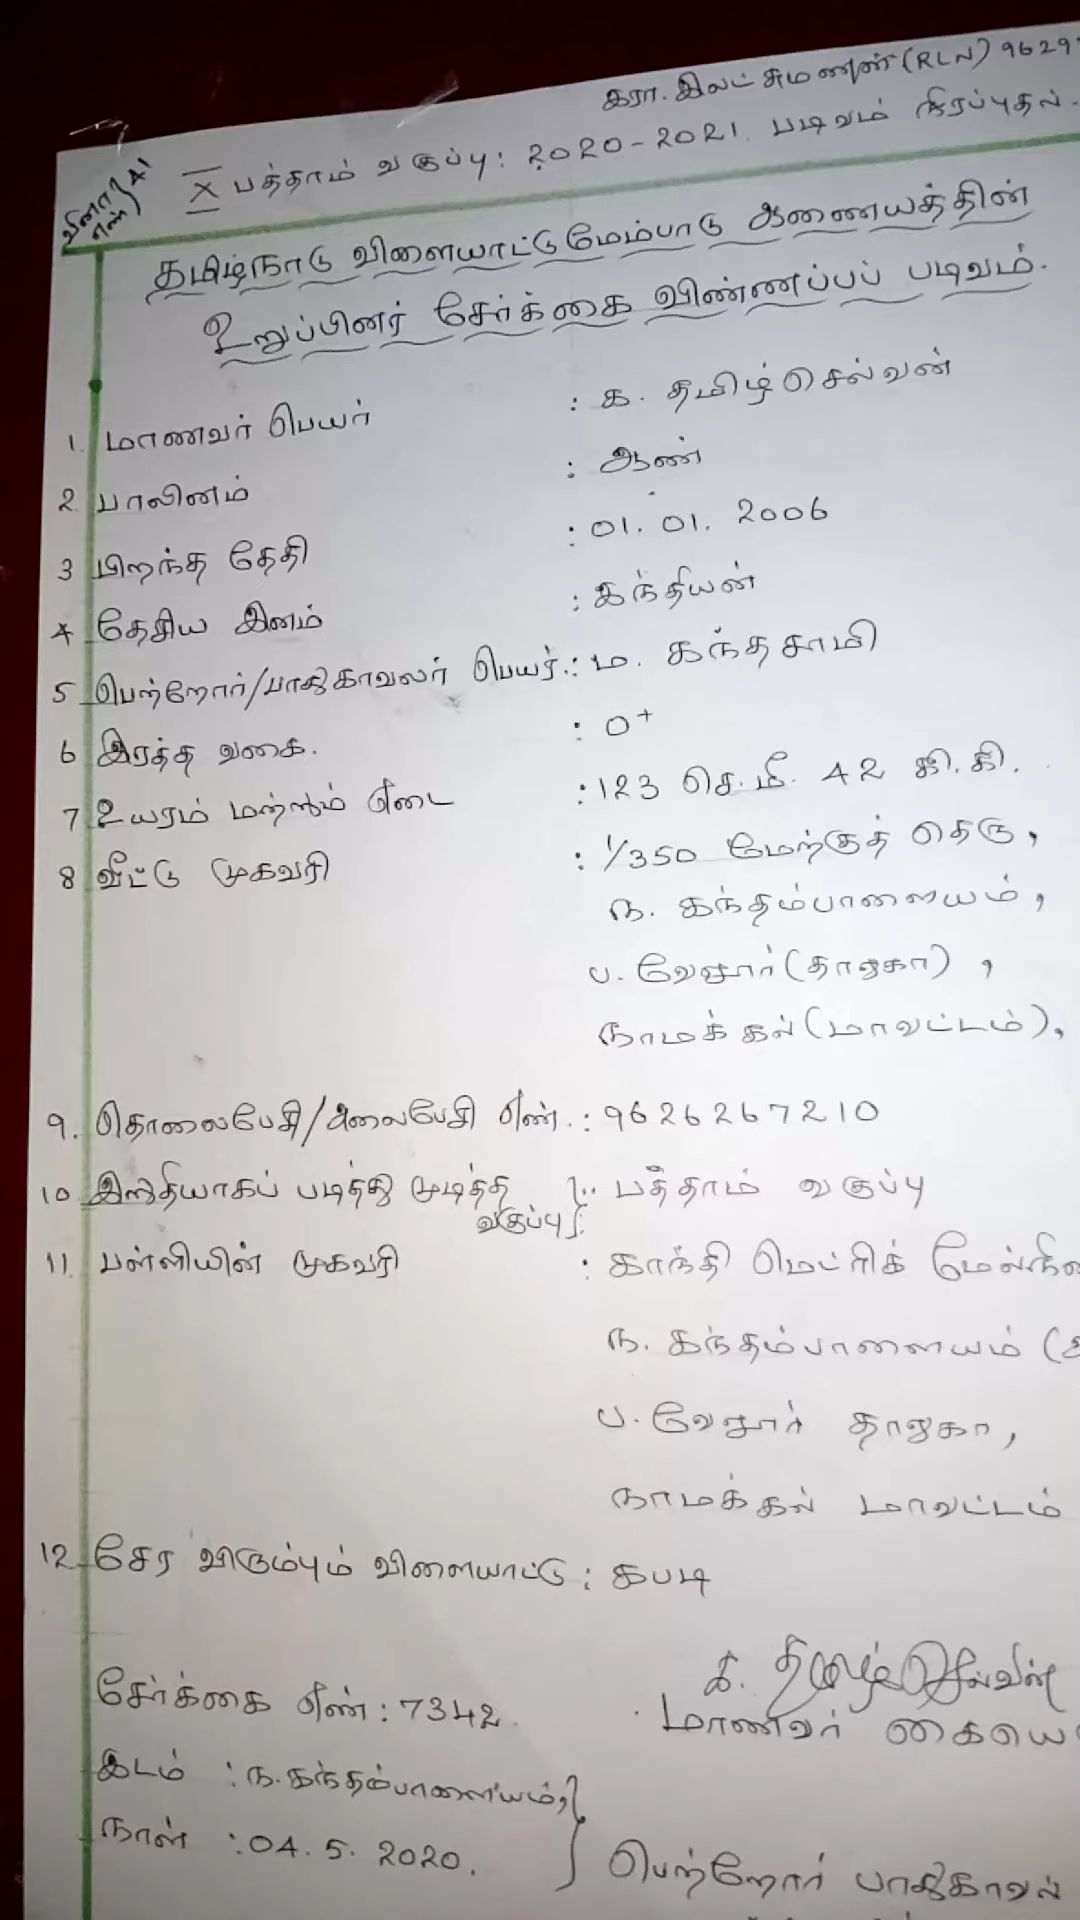 கரா. இலட்சுமணன் (RLN) 9629
வினா எண் 41
X பத்தாம் வகுப்பு: 2020-2021. படிவம் நிரப்புதல்.
தமிழ்நாடு விளையாட்டுமேம்பாடு ஆணையத்தின்
உறுப்பினர் சேர்க்கை விண்ணப்பப் படிவம்.
1. மாணவர் பெயர் : க. தமிழ்செல்வன்
2 பாலினம் : ஆண்
3 பிறந்த தேதி : 01. 01. 2006
4 தேசிய இனம் : இந்தியன்
5 பெற்றோர்/பாதுகாவலர் பெயர்.: ம. கந்தசாமி
6 இரத்த வகை. : O+
7 உயரம் மற்றும் எடை : 123 செ.மீ. 42 கி.கி.
8 வீட்டு முகவரி : 1/350 மேற்குத் தெரு,
ந. கந்தம்பாளையம்,
ப. வேலூர் (தாலுகா) ,
நாமக்கல் (மாவட்டம்),
9. தொலைபேசி/அலைபேசி எண்.: 9626267210
10 இறுதியாகப் படித்து முடித்த வகுப்பு }: பத்தாம் வகுப்பு
11. பள்ளியின் முகவரி : காந்தி மெட்ரிக் மேல்நிலை
ந. கந்தம்பாளையம் (அ
ப. வேலூர் தாலுகா,
நாமக்கல் மாவட்டம்
12 சேர விரும்பும் விளையாட்டு : கபடி
க. தமிழ்செல்வன்
சேர்க்கை எண் : 7342.
மாணவர் கையெ
இடம் : ந. கந்தம்பாளையம்,
நாள் : 04. 5. 2020.
பெற்றோர் பாதுகாவல்